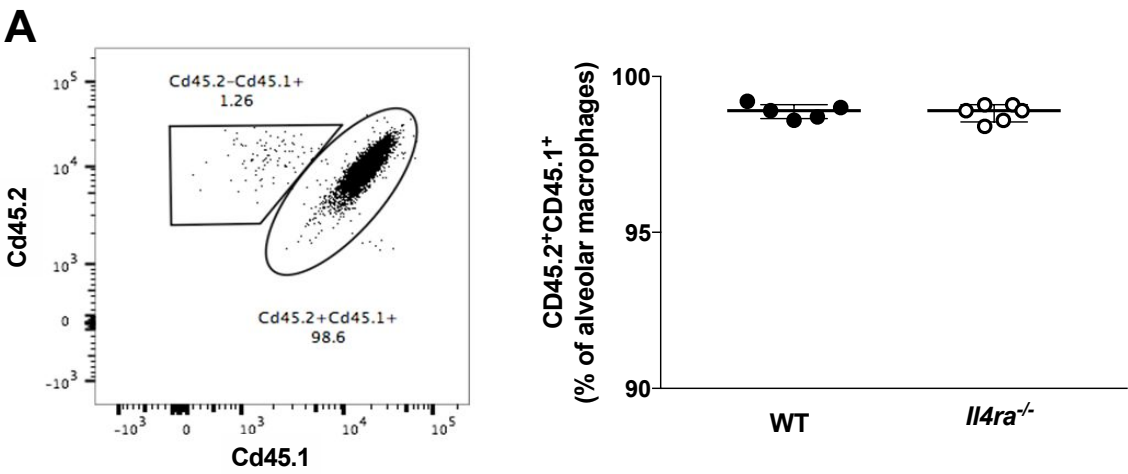 A
Cd45.2-Cd45.1+
1.26
10^5
10^4
10^3
0
-10^3
Cd45.2
Cd45.2+Cd45.1+
98.6
-10^3 0 10^3 10^4 10^5
Cd45.1
CD45.2⁺CD45.1⁺
(% of alveolar macrophages)
100
95
90
WT Il4ra⁻/⁻